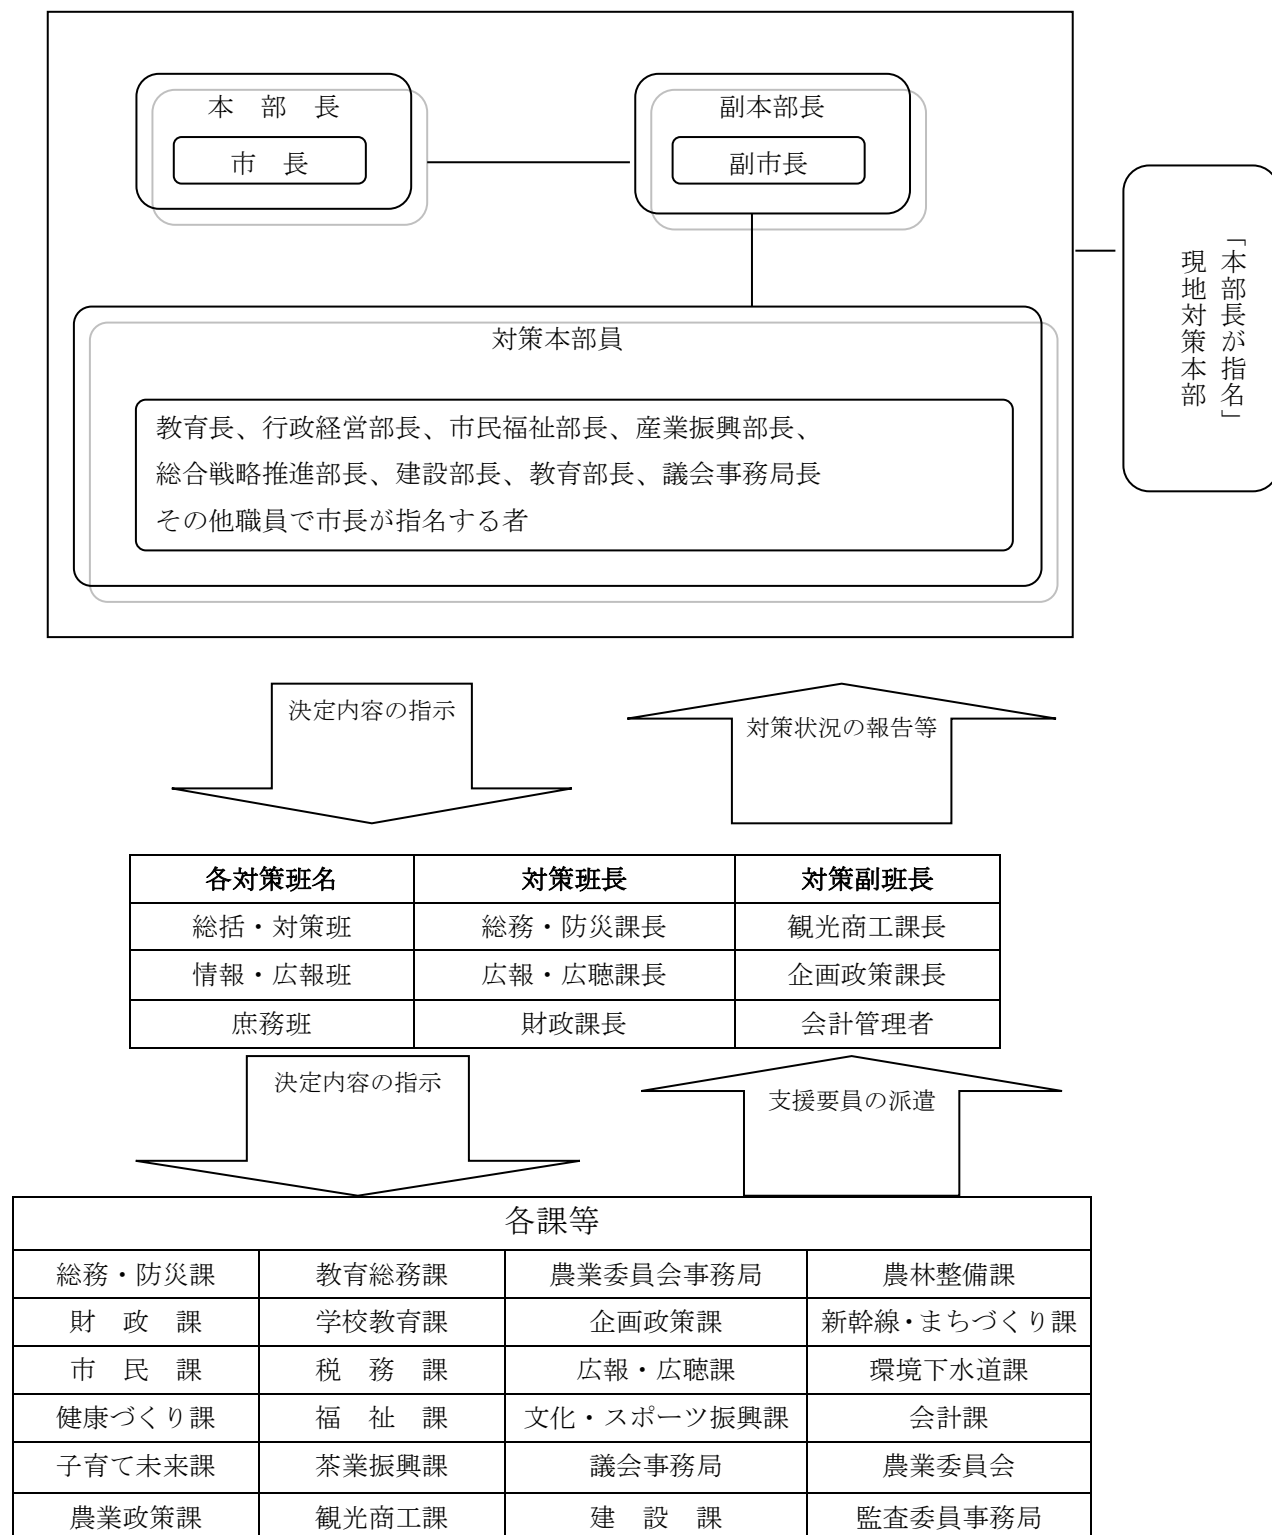 本 部 長
市 長
副本部長
副市長
「本部長が指名」
現地対策本部
対策本部員
教育長、行政経営部長、市民福祉部長、産業振興部長、
総合戦略推進部長、建設部長、教育部長、議会事務局長
その他職員で市長が指名する者
決定内容の指示
対策状況の報告等
各対策班名 対策班長 対策副班長
総括・対策班 総務・防災課長 観光商工課長
情報・広報班 広報・広聴課長 企画政策課長
庶務班 財政課長 会計管理者
決定内容の指示
支援要員の派遣
各課等
総務・防災課 教育総務課 農業委員会事務局 農林整備課
財 政 課 学校教育課 企画政策課 新幹線・まちづくり課
市 民 課 税 務 課 広報・広聴課 環境下水道課
健康づくり課 福 祉 課 文化・スポーツ振興課 会計課
子育て未来課 茶業振興課 議会事務局 農業委員会
農業政策課 観光商工課 建 設 課 監査委員事務局